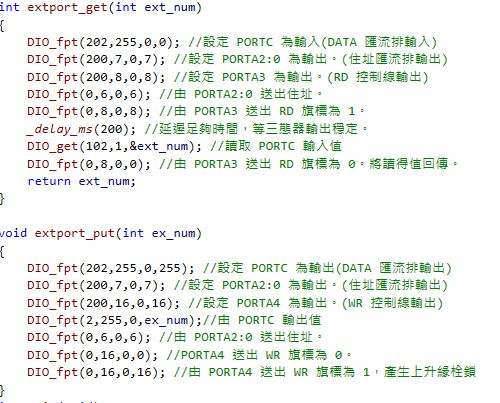 int extport_get(int ext_num)
{
DIO_fpt(202,255,0,0); //設定 PORTC 為輸入(DATA 匯流排輸入)
DIO_fpt(200,7,0,7); //設定 PORTA2:0 為輸出。(住址匯流排輸出)
DIO_fpt(200,8,0,8); //設定 PORTA3 為輸出。(RD 控制線輸出)
DIO_fpt(0,6,0,6); //由 PORTA2:0 送出住址。
DIO_fpt(0,8,0,8); //由 PORTA3 送出 RD 旗標為 1。
_delay_ms(200); //延遲足夠時間，等三態器輸出穩定。
DIO_get(102,1,&ext_num); //讀取 PORTC 輸入值
DIO_fpt(0,8,0,0); //由 PORTA3 送出 RD 旗標為 0。將讀得值回傳。
return ext_num;
}
void extport_put(int ex_num)
{
DIO_fpt(202,255,0,255); //設定 PORTC 為輸出(DATA 匯流排輸出)
DIO_fpt(200,7,0,7); //設定 PORTA2:0 為輸出。(住址匯流排輸出)
DIO_fpt(200,16,0,16); //設定 PORTA4 為輸出。(WR 控制線輸出)
DIO_fpt(2,255,0,ex_num);//由 PORTC 輸出值
DIO_fpt(0,6,0,6); //由 PORTA2:0 送出住址。
DIO_fpt(0,16,0,0); //PORTA4 送出 WR 旗標為 0。
DIO_fpt(0,16,0,16); //由 PORTA4 送出 WR 旗標為 1，產生上升緣栓鎖
}